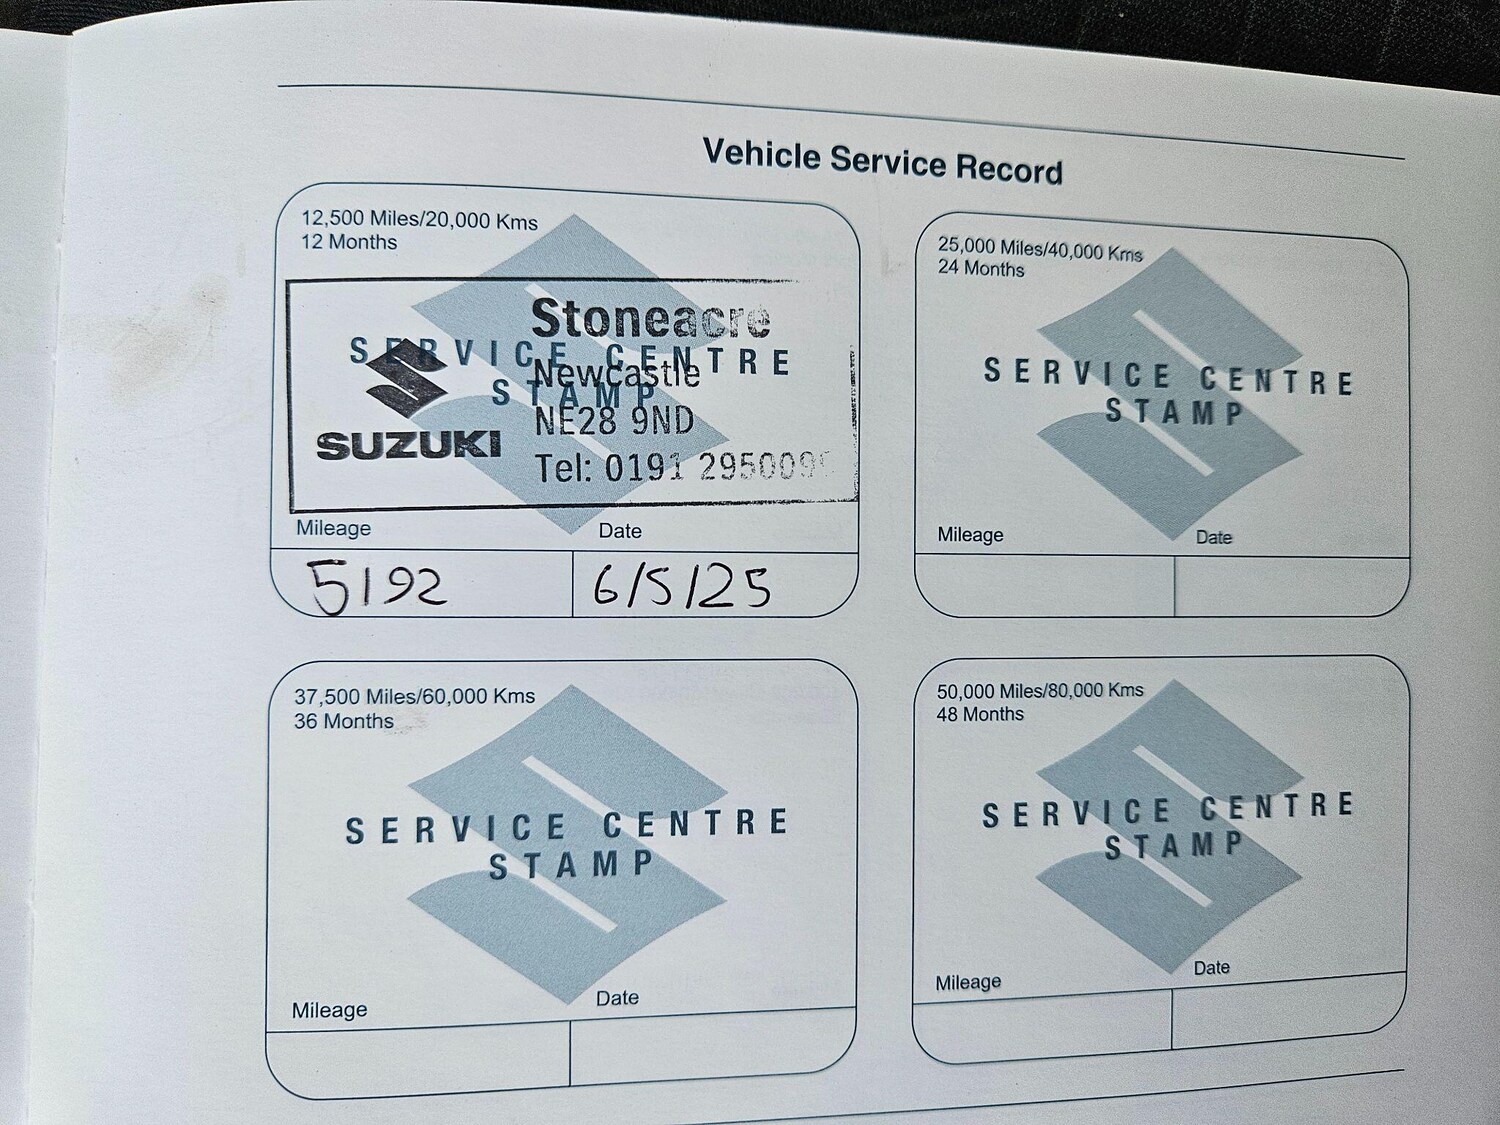 Vehicle Service Record
12,500 Miles/20,000 Kms
12 Months
SERVICE CENTRE
STAMP
Stoneacre
Newcastle
NE28 9ND
Tel: 0191 2950099
SUZUKI
Mileage
Date
5192
6/5/25
25,000 Miles/40,000 Kms
24 Months
SERVICE CENTRE
STAMP
Mileage
Date
37,500 Miles/60,000 Kms
36 Months
SERVICE CENTRE
STAMP
Mileage
Date
50,000 Miles/80,000 Kms
48 Months
SERVICE CENTRE
STAMP
Mileage
Date